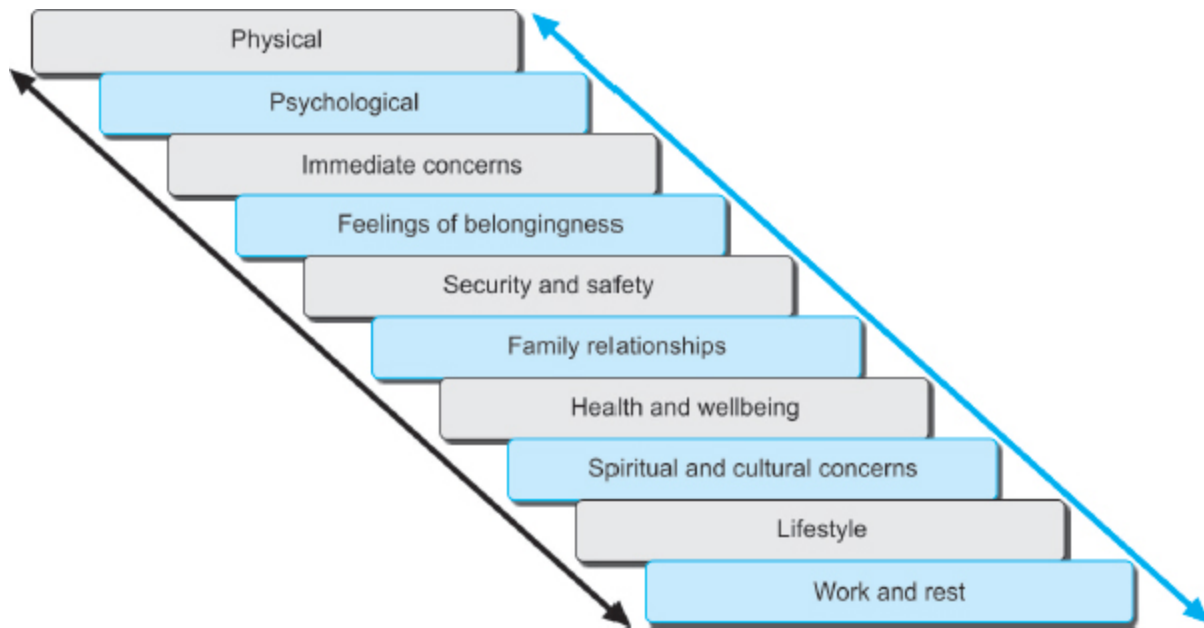 Physical
Psychological
Immediate concerns
Feelings of belongingness
Security and safety
Family relationships
Health and wellbeing
Spiritual and cultural concerns
Lifestyle
Work and rest